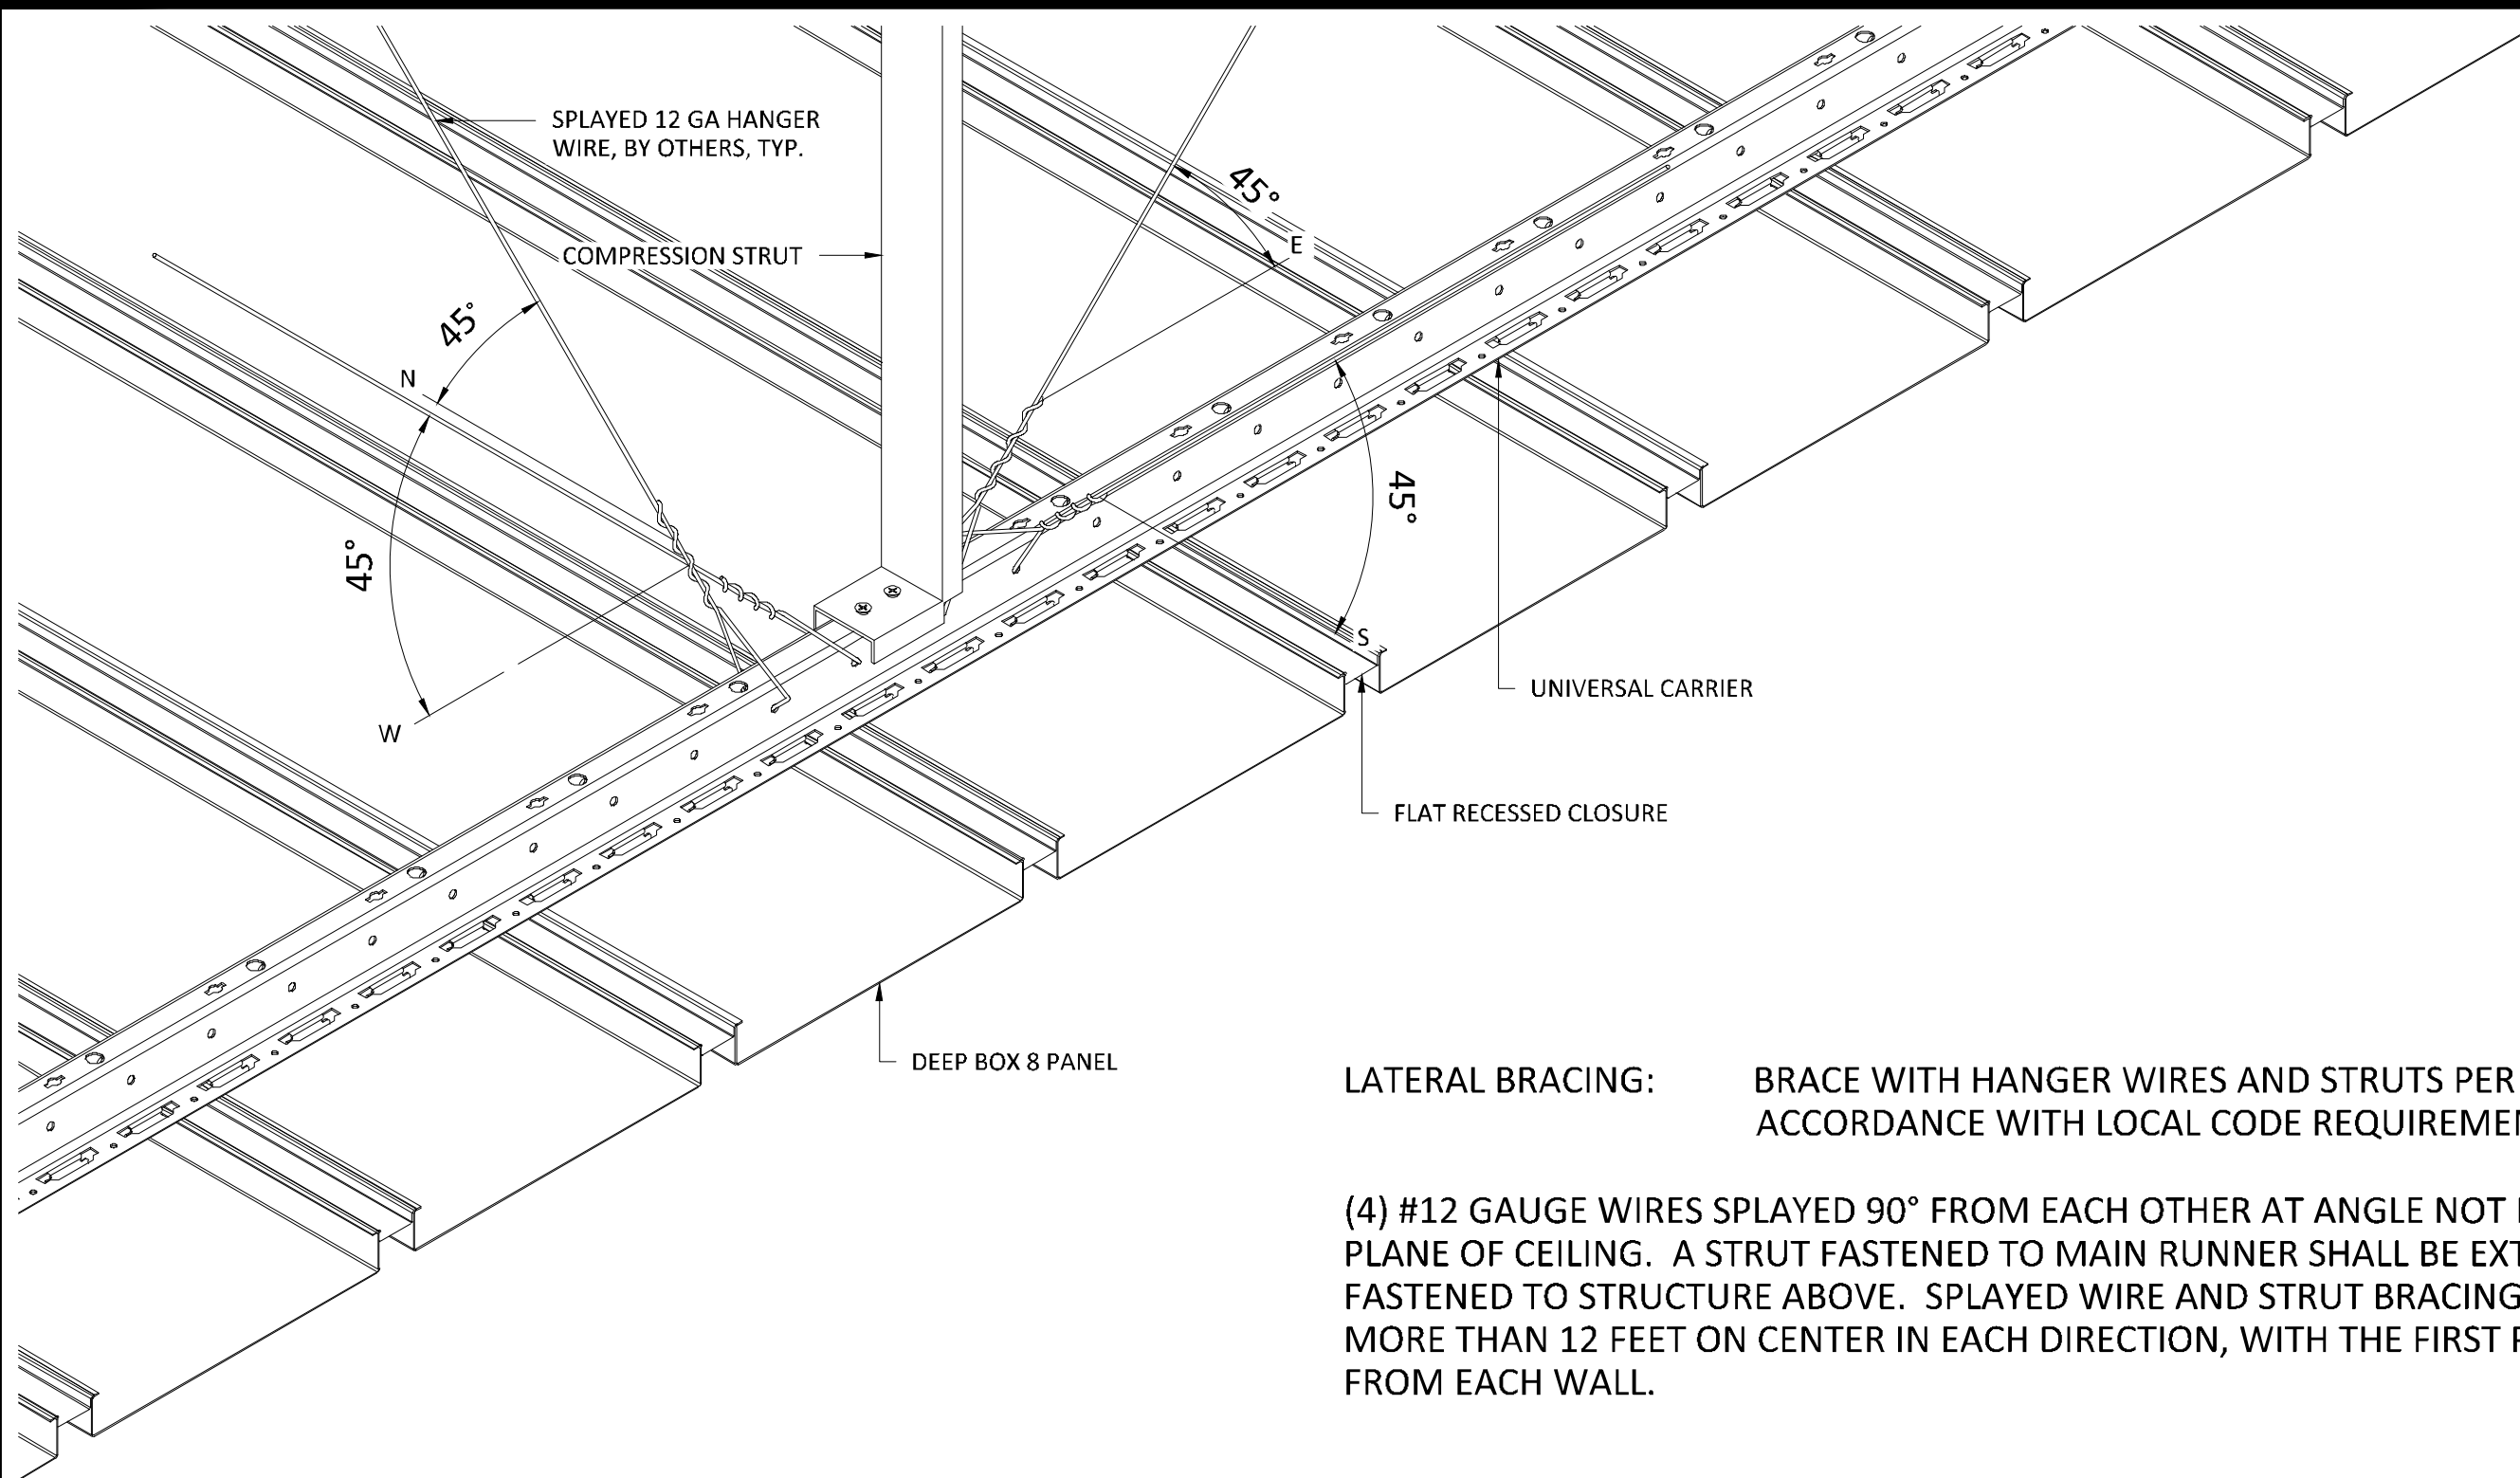 SPLAYED 12 GA HANGER
WIRE, BY OTHERS, TYP.
45°
E
COMPRESSION STRUT
45°
N
45°
45°
S
W
UNIVERSAL CARRIER
FLAT RECESSED CLOSURE
DEEP BOX 8 PANEL
LATERAL BRACING: BRACE WITH HANGER WIRES AND STRUTS PER
ACCORDANCE WITH LOCAL CODE
(4) #12 GAUGE WIRES SPLAYED 90° FROM EACH OTHER AT ANGLE NOT
PLANE OF CEILING. A STRUT FASTENED TO MAIN RUNNER SHALL BE
FASTENED TO STRUCTURE ABOVE. SPLAYED WIRE AND STRUT BRACING
MORE THAN 12 FEET ON CENTER IN EACH DIRECTION, WITH THE FIRST
FROM EACH WALL.